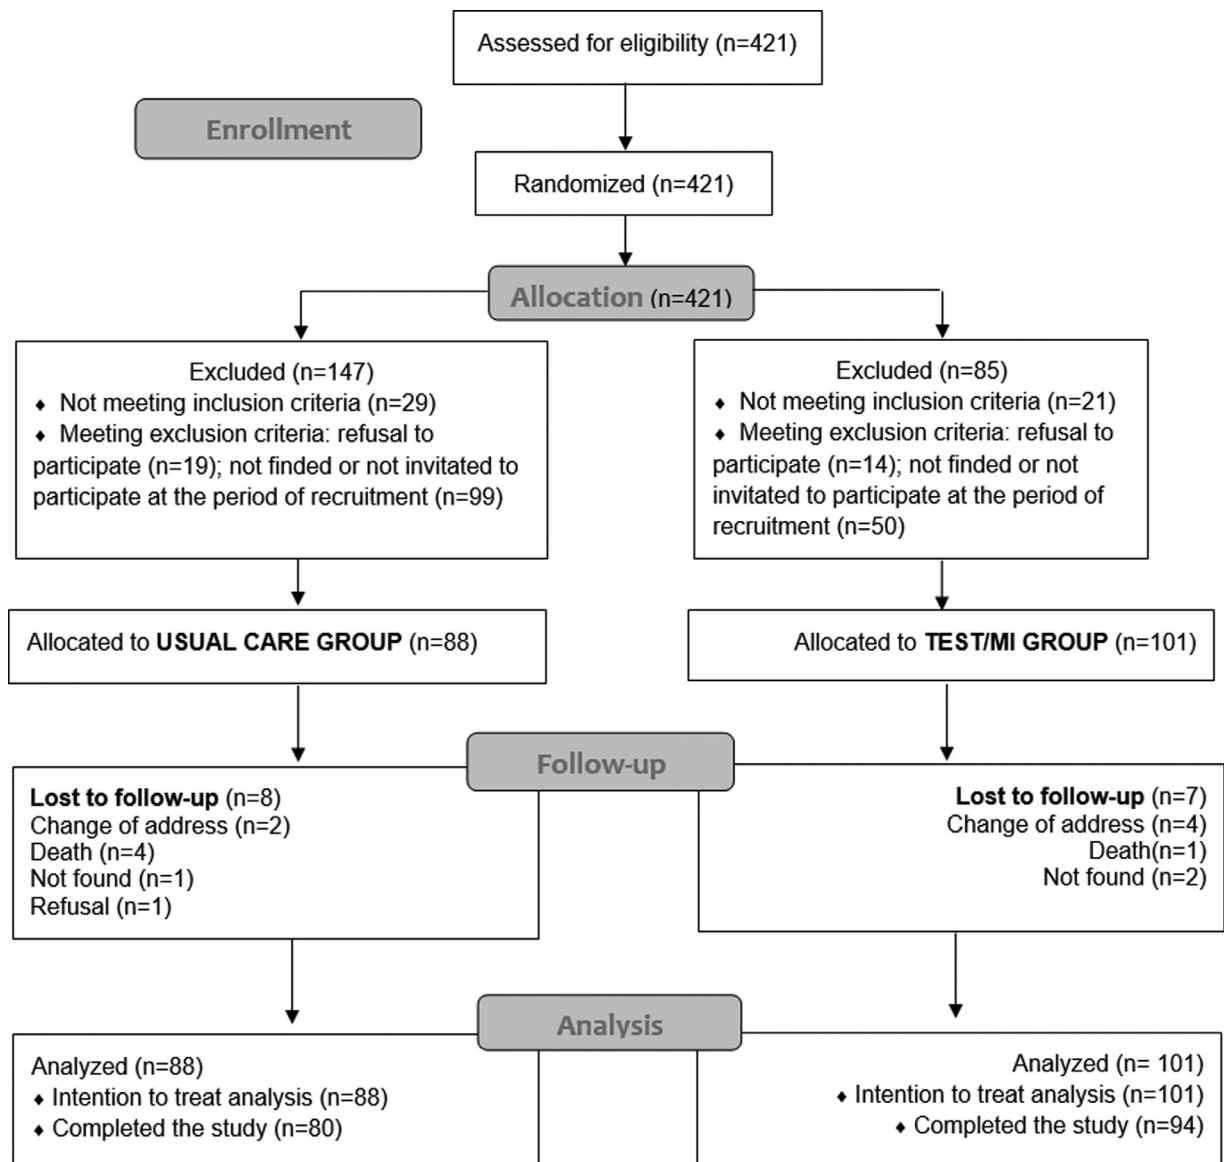 Assessed for eligibility (n=421)
Enrollment
Randomized (n=421)
Allocation (n=421)
Excluded (n=147)
♦ Not meeting inclusion criteria (n=29)
♦ Meeting exclusion criteria: refusal to
participate (n=19); not finded or not invitated to
participate at the period of recruitment (n=99)
Excluded (n=85)
♦ Not meeting inclusion criteria (n=21)
♦ Meeting exclusion criteria: refusal to
participate (n=14); not finded or not
invitated to participate at the period of
recruitment (n=50)
Allocated to USUAL CARE GROUP (n=88)
Allocated to TEST/MI GROUP (n=101)
Follow-up
Lost to follow-up (n=8)
Change of address (n=2)
Death (n=4)
Not found (n=1)
Refusal (n=1)
Lost to follow-up (n=7)
Change of address (n=4)
Death(n=1)
Not found (n=2)
Analysis
Analyzed (n=88)
♦ Intention to treat analysis (n=88)
♦ Completed the study (n=80)
Analyzed (n= 101)
♦ Intention to treat analysis (n=101)
♦ Completed the study (n=94)